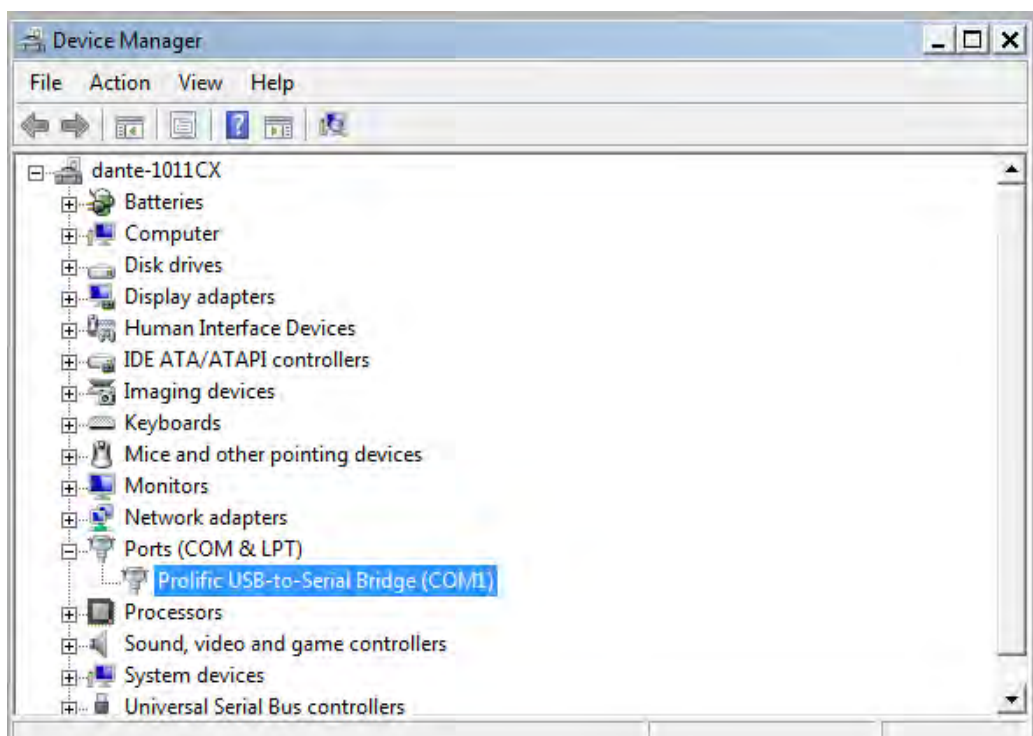 Device Manager
File Action View Help
dante-1011CX
Batteries
Computer
Disk drives
Display adapters
Human Interface Devices
IDE ATA/ATAPI controllers
Imaging devices
Keyboards
Mice and other pointing devices
Monitors
Network adapters
Ports (COM & LPT)
Prolific USB-to-Serial Bridge (COM1)
Processors
Sound, video and game controllers
System devices
Universal Serial Bus controllers